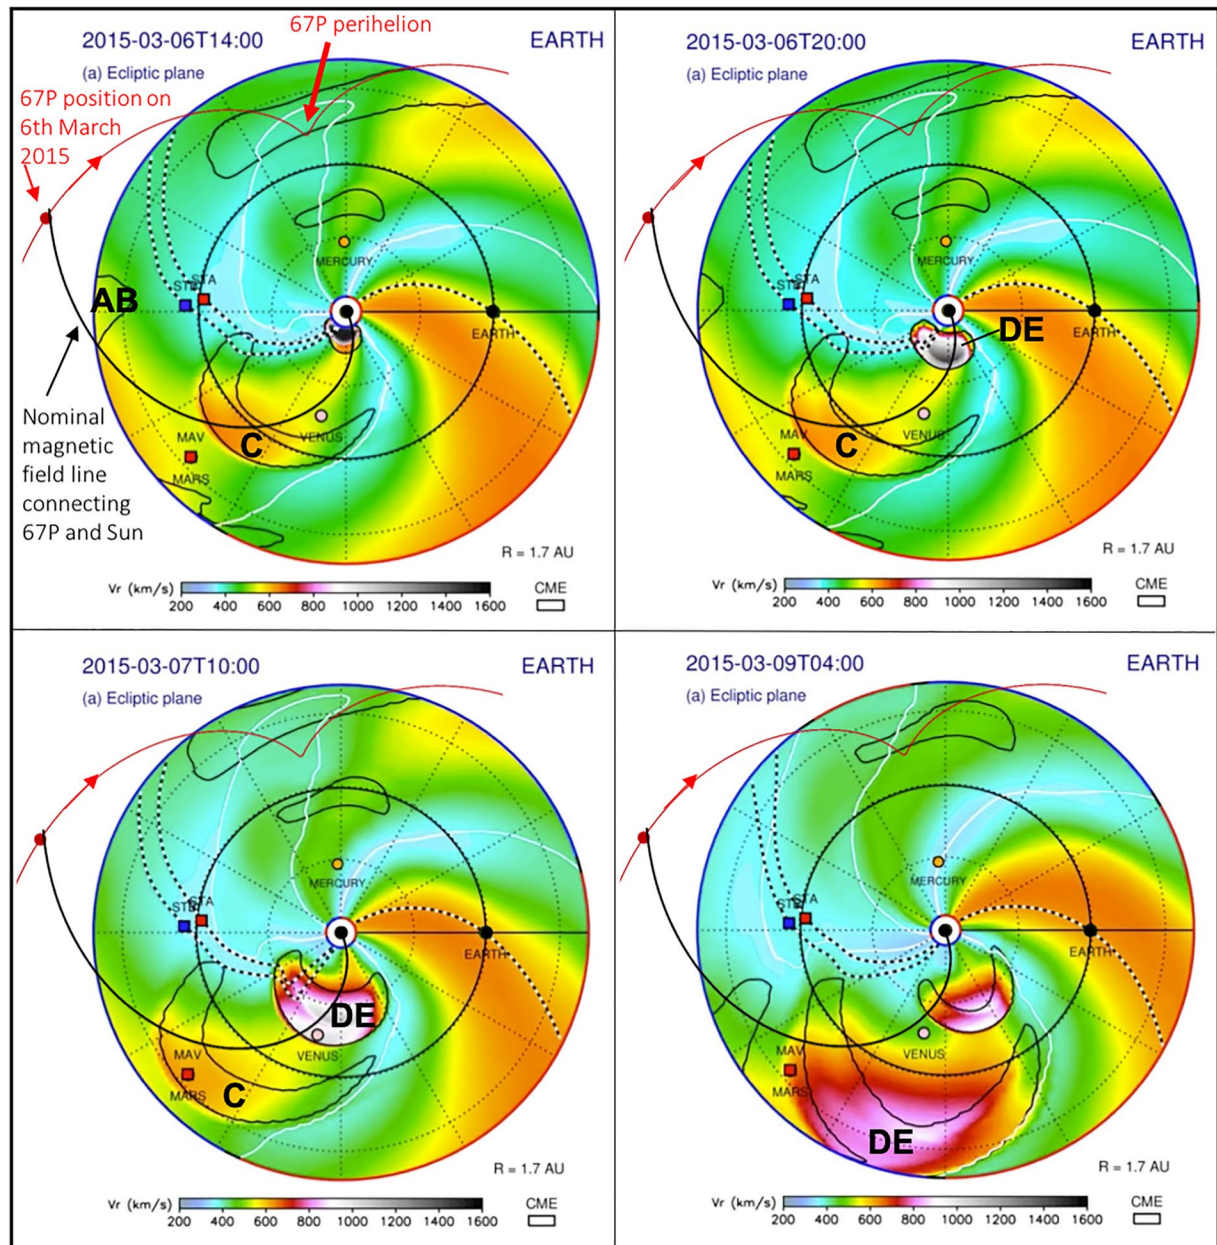 67P perihelion
2015-03-06T14:00
EARTH
(a) Ecliptic plane
67P position on
6th March
2015
MERCURY
STB
STA
AB
EARTH
Nominal
magnetic
field line
connecting
67P and Sun
MAV
MARS
C
VENUS
R = 1.7 AU
Vr (km/s)
200 400 600 800 1000 1200 1400 1600
CME
2015-03-06T20:00
EARTH
(a) Ecliptic plane
MERCURY
STB
STA
DE
EARTH
MAV
MARS
C
VENUS
R = 1.7 AU
Vr (km/s)
200 400 600 800 1000 1200 1400 1600
CME
2015-03-07T10:00
EARTH
(a) Ecliptic plane
MERCURY
STB
STA
EARTH
DE
VENUS
MAV
MARS
C
R = 1.7 AU
Vr (km/s)
200 400 600 800 1000 1200 1400 1600
CME
2015-03-09T04:00
EARTH
(a) Ecliptic plane
MERCURY
STB
STA
EARTH
VENUS
MAV
MARS
DE
R = 1.7 AU
Vr (km/s)
200 400 600 800 1000 1200 1400 1600
CME